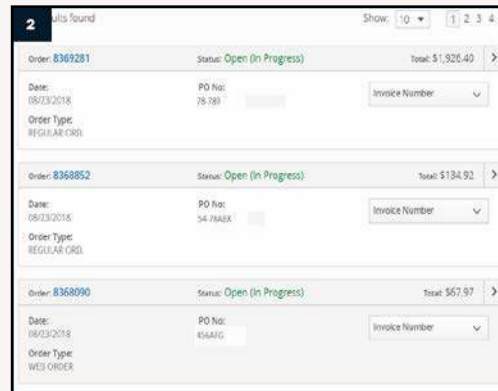 2 ults found Show: 10 1 2 3 4
Order: 8369281 Status: Open (In Progress) Total: $1,926.40
Date: PO No: Invoice Number
08/23/2018 78-789
Order Type:
REGULAR ORD.
Order: 8368852 Status: Open (In Progress) Total: $134.92
Date: PO No: Invoice Number
08/23/2018 54-78AEX
Order Type:
REGULAR ORD.
Order: 8368090 Status: Open (In Progress) Total: $67.97
Date: PO No: Invoice Number
08/23/2018 456AFG
Order Type:
WEB ORDER